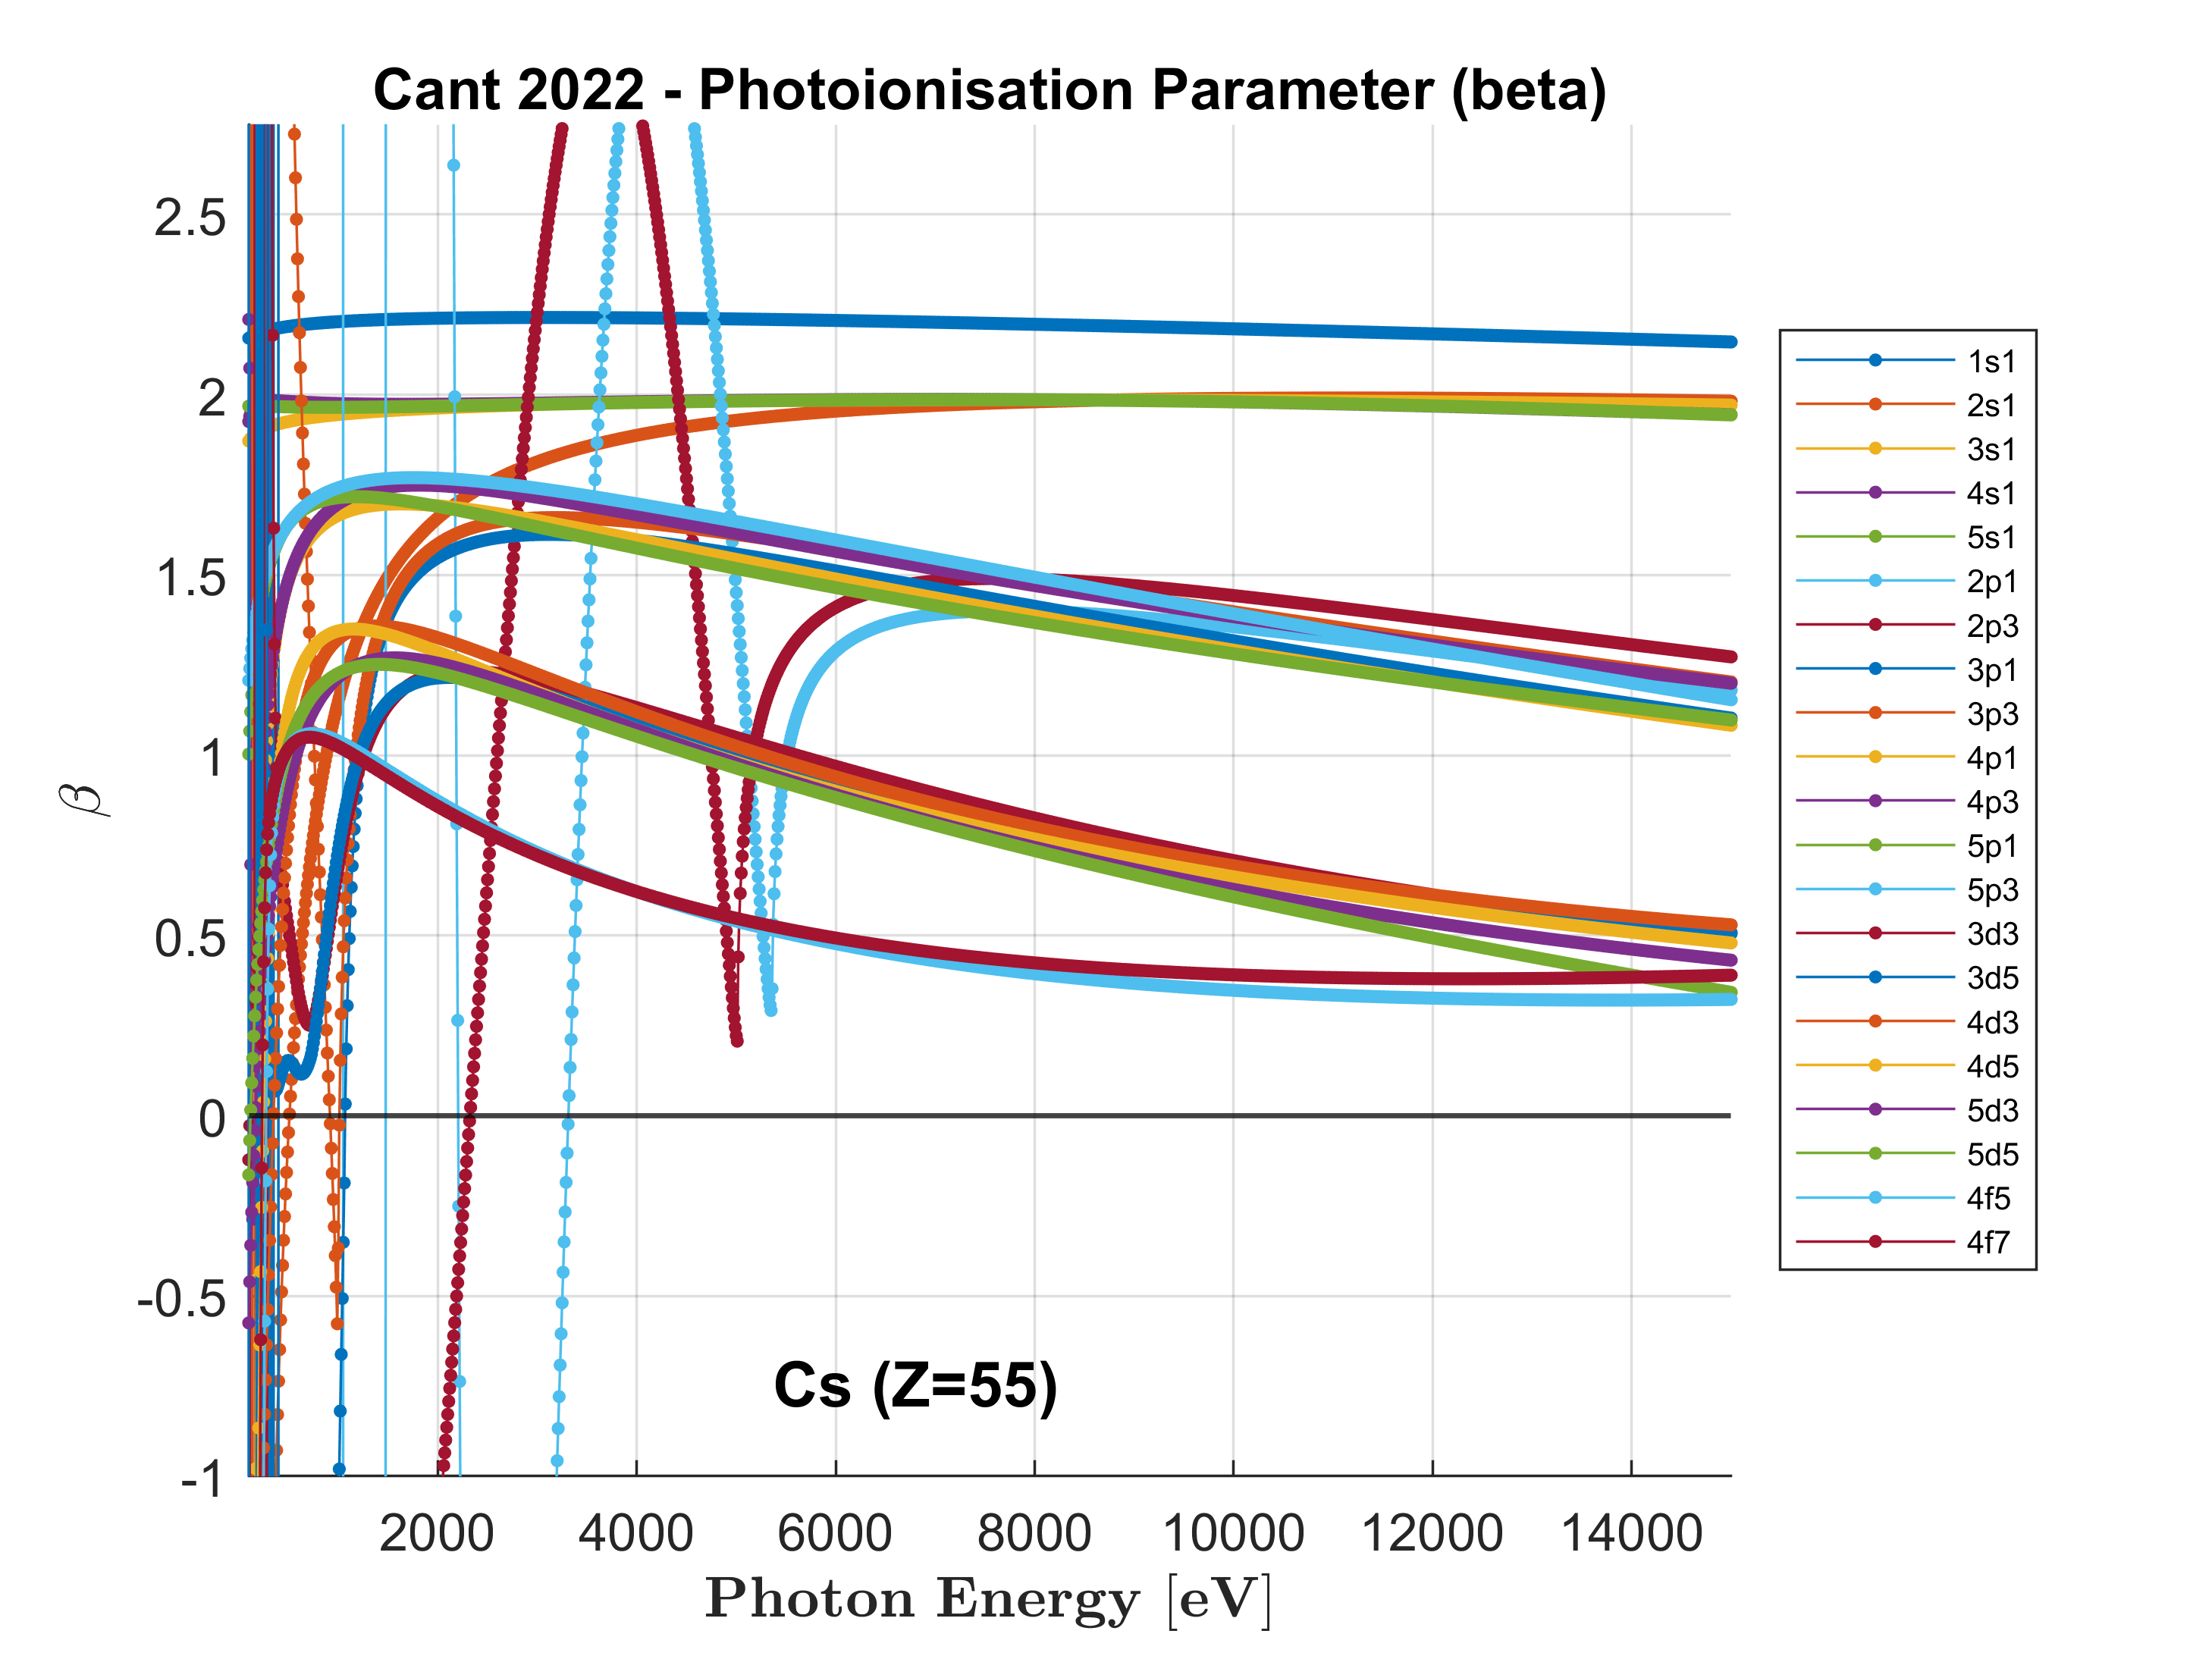 Cant 2022 - Photoionisation Parameter (beta)
2.5
2
1.5
1
0.5
0
-0.5
-1
β
2000 4000 6000 8000 10000 12000 14000
Photon Energy [eV]
Cs (Z=55)
1s1
2s1
3s1
4s1
5s1
2p1
2p3
3p1
3p3
4p1
4p3
5p1
5p3
3d3
3d5
4d3
4d5
5d3
5d5
4f5
4f7